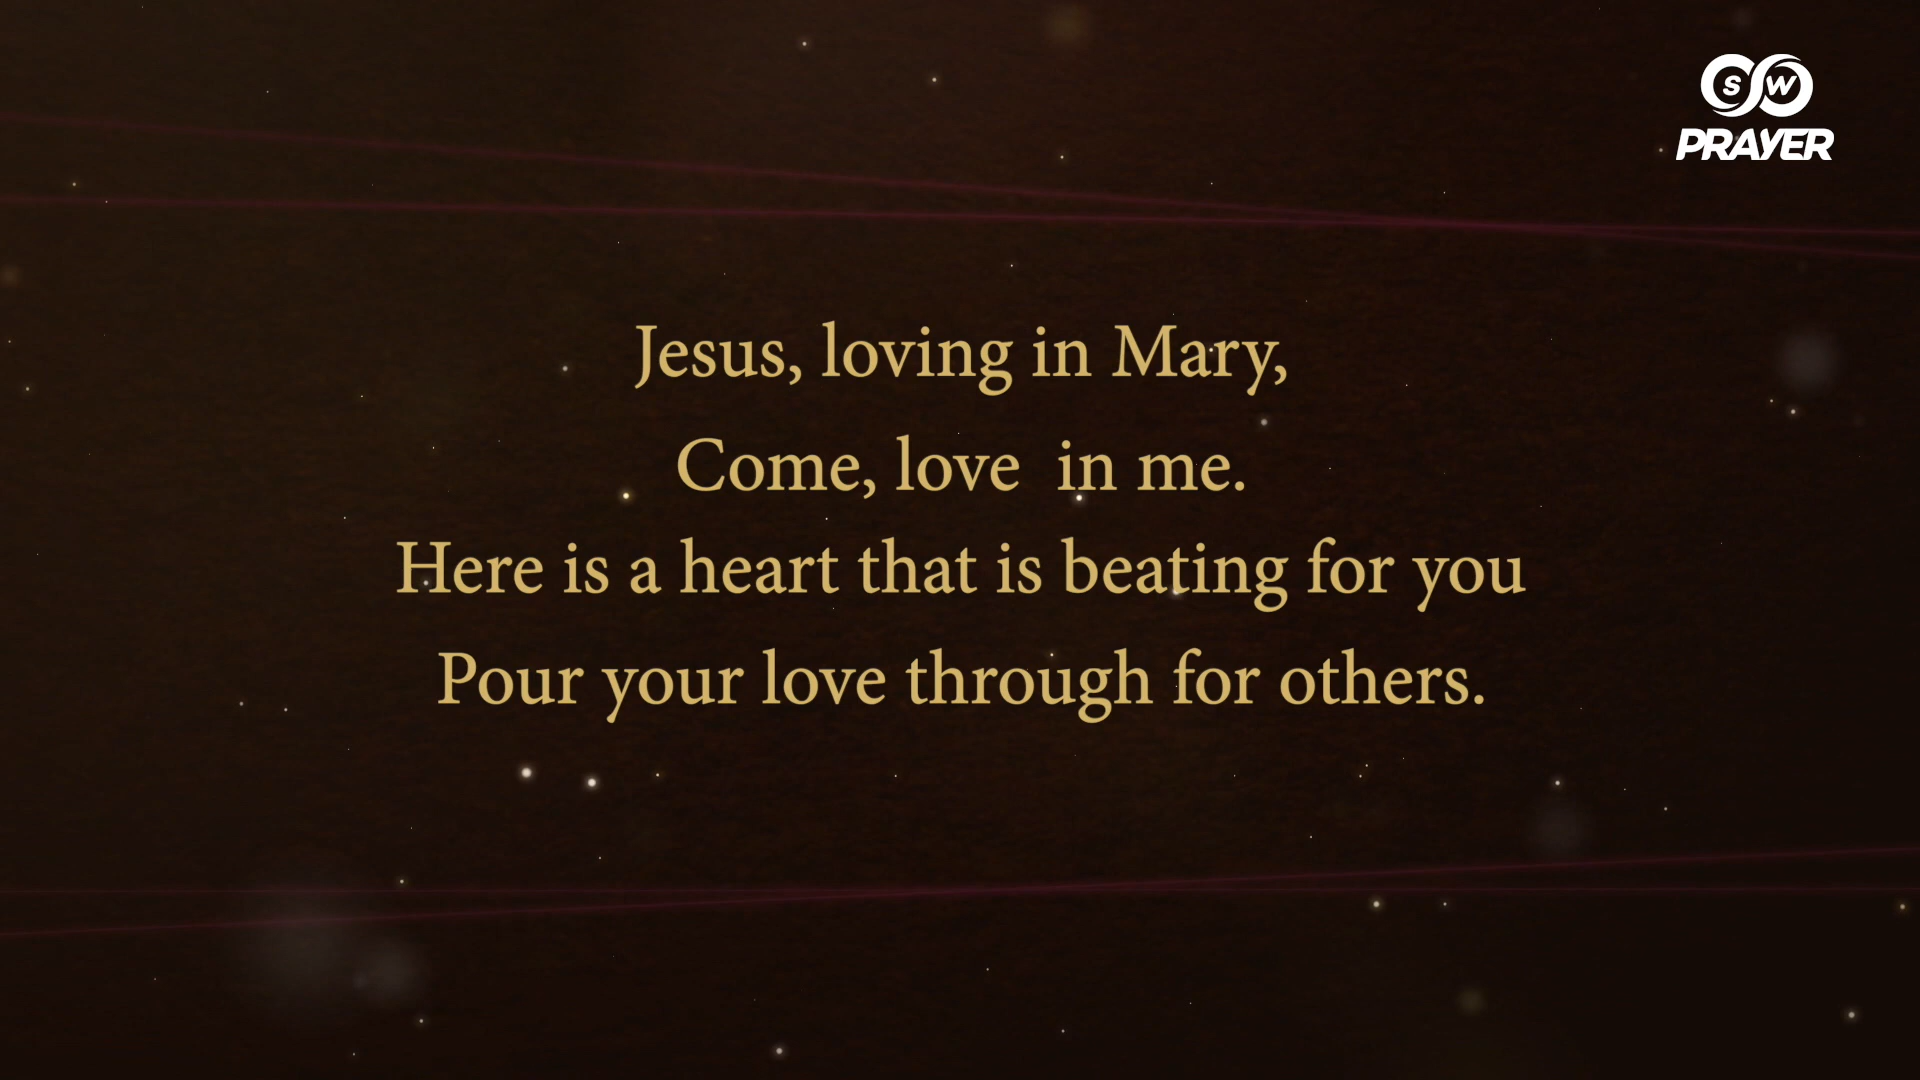 SW
PRAYER
Jesus, loving in Mary,
Come, love  in me.
Here is a heart that is beating for you
Pour your love through for others.